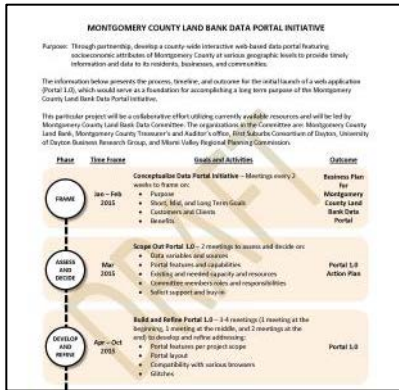 MONTGOMERY COUNTY LAND BANK DATA PORTAL INITIATIVE
Purpose: Through partnership, develop a county-wide interactive web-based data portal featuring
socioeconomic attributes of Montgomery County at various geographic levels to provide timely
information and data to its residents, businesses, and communities.
The information below presents the process, timeline, and outcome for the initial launch of a web application
(Portal 1.0), which would serve as a foundation for accomplishing a long term purpose of the Montgomery
County Land Bank Data Portal Initiative.
This particular project will be a collaborative effort utilizing currently available resources and will be led by
Montgomery County Land Bank Data Committee. The organizations in the Committee are: Montgomery County
Land Bank, Montgomery County Treasurer's and Auditor's office, First Suburbs Consortium of Dayton, University
of Dayton Business Research Group, and Miami Valley Regional Planning Commission.
Phase Time Frame Goals and Activities Outcome
FRAME
Jan – Feb
2015
Conceptualize Data Portal Initiative – Meetings every 2
weeks to frame on:
• Purpose
• Short, Mid, and Long Term Goals
• Customers and Clients
• Benefits
Business Plan
for
Montgomery
County Land
Bank Data
Portal
ASSESS
AND
DECIDE
Mar
2015
Scope Out Portal 1.0 – 2 meetings to assess and decide on:
• Data variables and sources
• Portal features and capabilities
• Existing and needed capacity and resources
• Committee members roles and responsibilities
• Solicit support and buy-in
Portal 1.0
Action Plan
DEVELOP
AND
REFINE
Apr – Oct
2015
Build and Refine Portal 1.0 – 3-4 meetings (1 meeting at the
beginning, 1 meeting at the middle, and 2 meetings at the
end) to develop and refine addressing:
• Portal features per project scope
• Portal layout
• Compatibility with various browsers
• Glitches
Portal 1.0
DRAFT